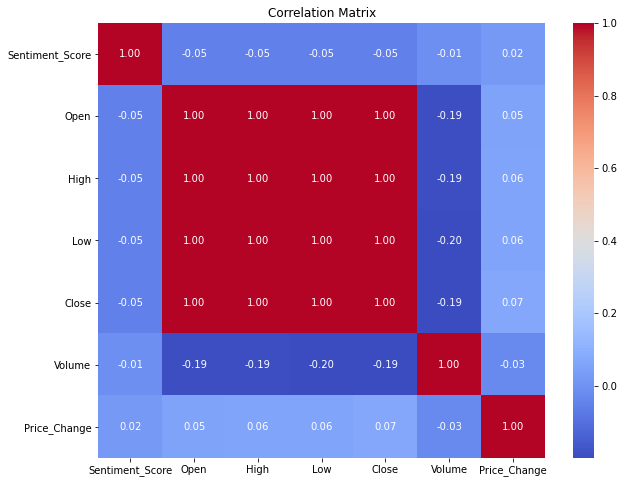 Correlation Matrix
Sentiment_Score 1.00 -0.05 -0.05 -0.05 -0.05 -0.01 0.02
Open -0.05 1.00 1.00 1.00 1.00 -0.19 0.05
High -0.05 1.00 1.00 1.00 1.00 -0.19 0.06
Low -0.05 1.00 1.00 1.00 1.00 -0.20 0.06
Close -0.05 1.00 1.00 1.00 1.00 -0.19 0.07
Volume -0.01 -0.19 -0.19 -0.20 -0.19 1.00 -0.03
Price_Change 0.02 0.05 0.06 0.06 0.07 -0.03 1.00
Sentiment_Score Open High Low Close Volume Price_Change
1.0
0.8
0.6
0.4
0.2
0.0